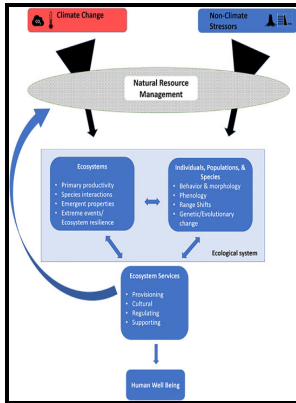 Climate Change
CO₂
Non-Climate
Stressors
Natural Resource
Management
Ecosystems
• Primary productivity
• Species interactions
• Emergent properties
• Extreme events/
Ecosystem resilience
Individuals, Populations, &
Species
• Behavior & morphology
• Phenology
• Range Shifts
• Genetic/Evolutionary
change
Ecological system
Ecosystem Services
• Provisioning
• Cultural
• Regulating
• Supporting
Human Well Being